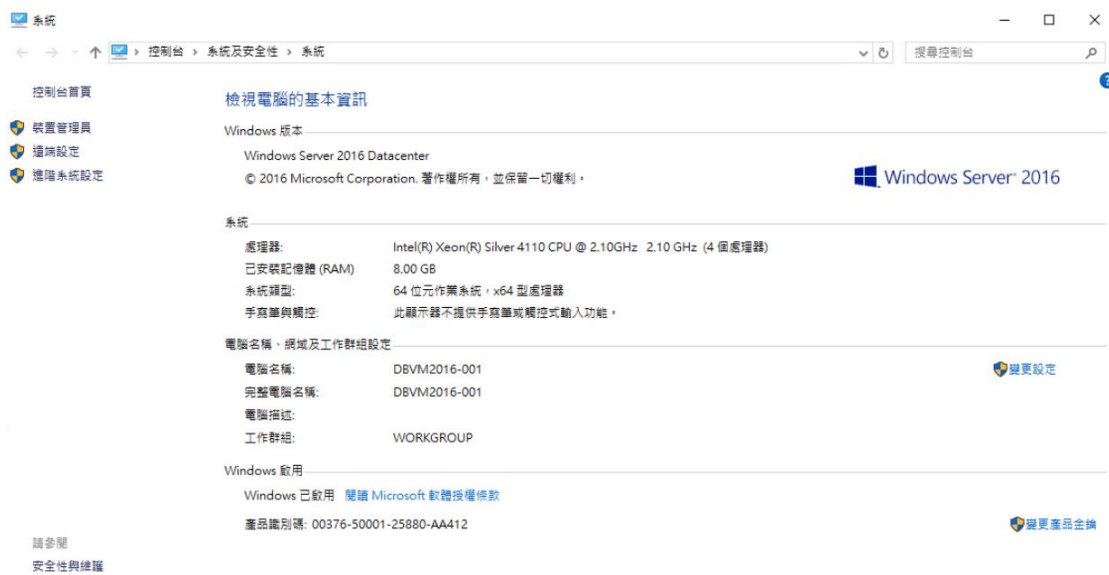 系統
控制台 › 系統及安全性 › 系統
搜尋控制台
控制台首頁
裝置管理員
遠端設定
進階系統設定
檢視電腦的基本資訊
Windows 版本
Windows Server 2016 Datacenter
© 2016 Microsoft Corporation. 著作權所有，並保留一切權利。
Windows Server® 2016
系統
處理器: Intel(R) Xeon(R) Silver 4110 CPU @ 2.10GHz 2.10 GHz (4 個處理器)
已安裝記憶體 (RAM) 8.00 GB
系統類型: 64 位元作業系統，x64 型處理器
手寫筆與觸控: 此顯示器不提供手寫筆或觸控式輸入功能。
電腦名稱、網域及工作群組設定
電腦名稱: DBVM2016-001
變更設定
完整電腦名稱: DBVM2016-001
電腦描述:
工作群組: WORKGROUP
Windows 啟用
Windows 已啟用 閱讀 Microsoft 軟體授權條款
產品識別碼: 00376-50001-25880-AA412
變更產品金鑰
請參閱
安全性與維護